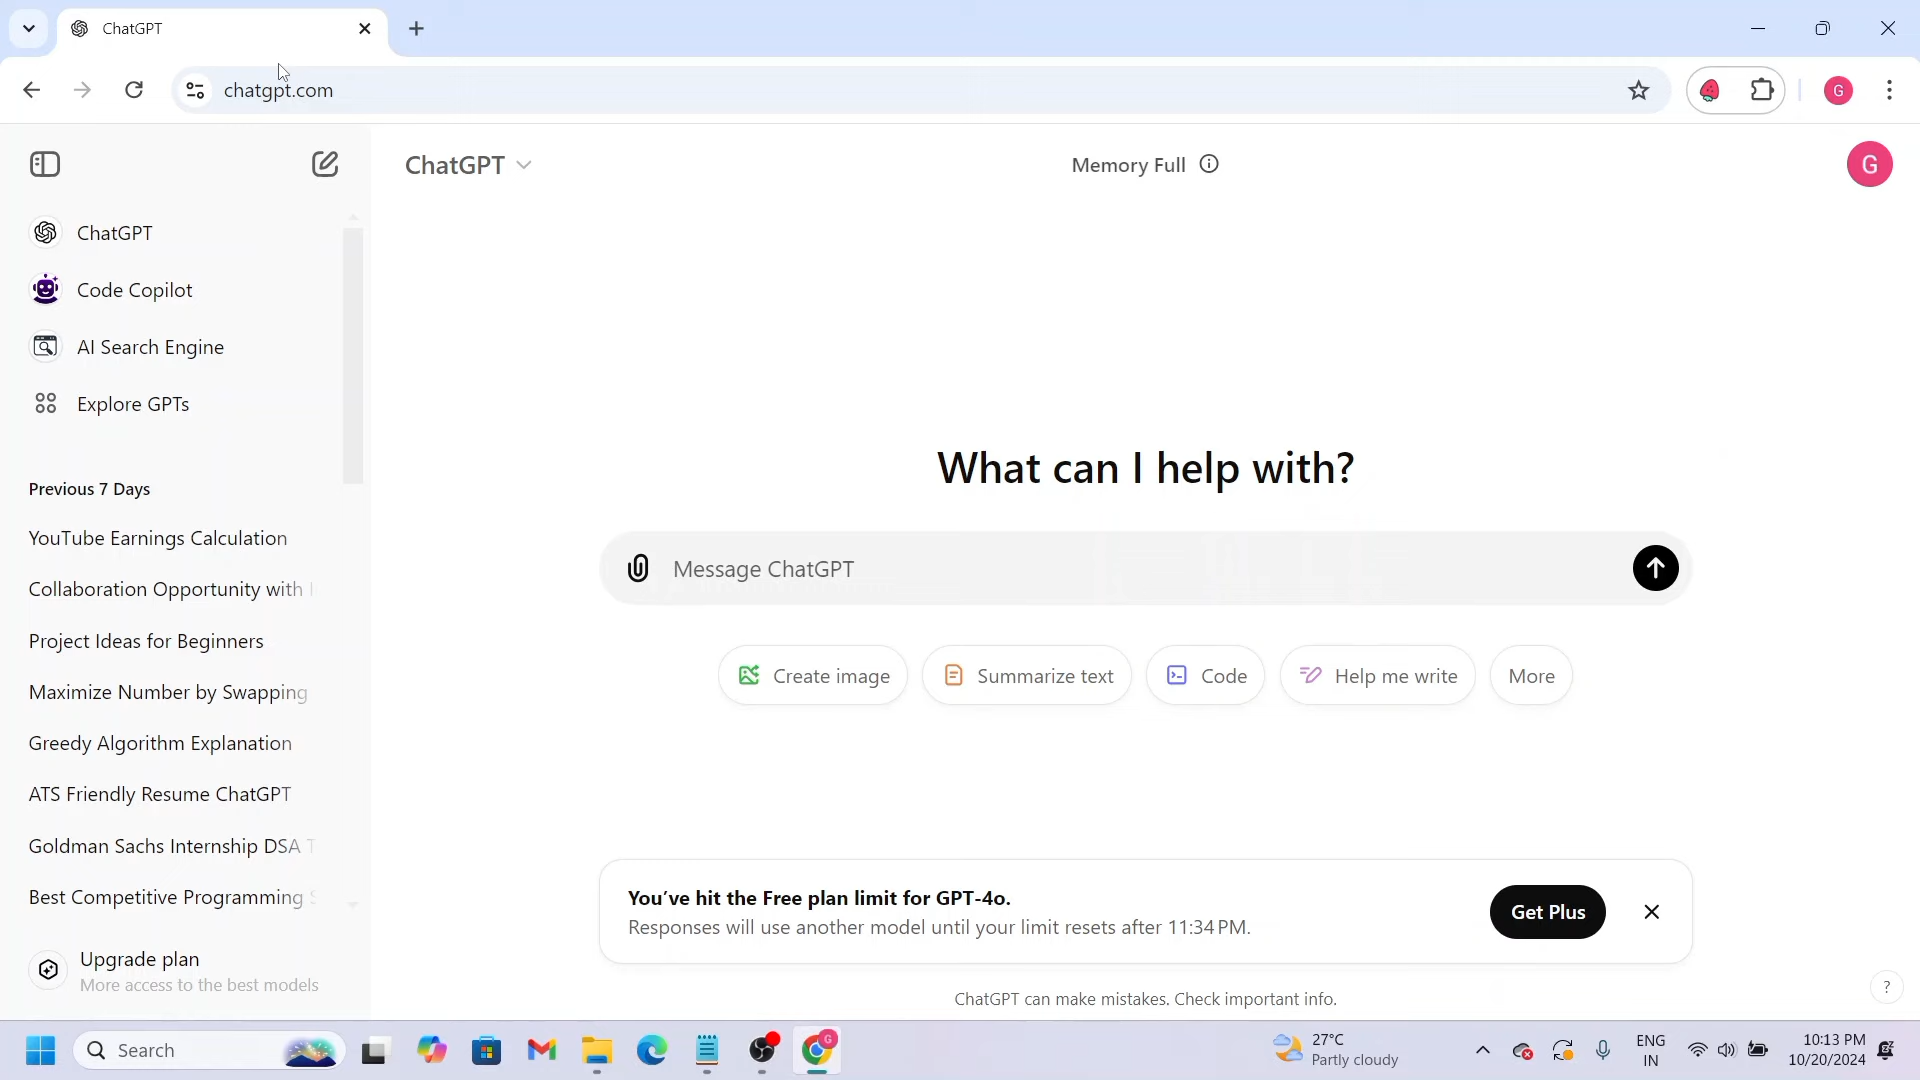 ChatGPT
chatgpt.com
G
ChatGPT
Memory Full
G
ChatGPT
Code Copilot
AI Search Engine
Explore GPTs
Previous 7 Days
YouTube Earnings Calculation
Collaboration Opportunity with
Project Ideas for Beginners
Maximize Number by Swapping
Greedy Algorithm Explanation
ATS Friendly Resume ChatGPT
Goldman Sachs Internship DSA
Best Competitive Programming
Upgrade plan
More access to the best models
What can I help with?
Message ChatGPT
Create image
Summarize text
Code
Help me write
More
You've hit the Free plan limit for GPT-4o.
Responses will use another model until your limit resets after 11:34 PM.
Get Plus
ChatGPT can make mistakes. Check important info.
?
Search
G
27°C
Partly cloudy
ENG
IN
10:13 PM
10/20/2024